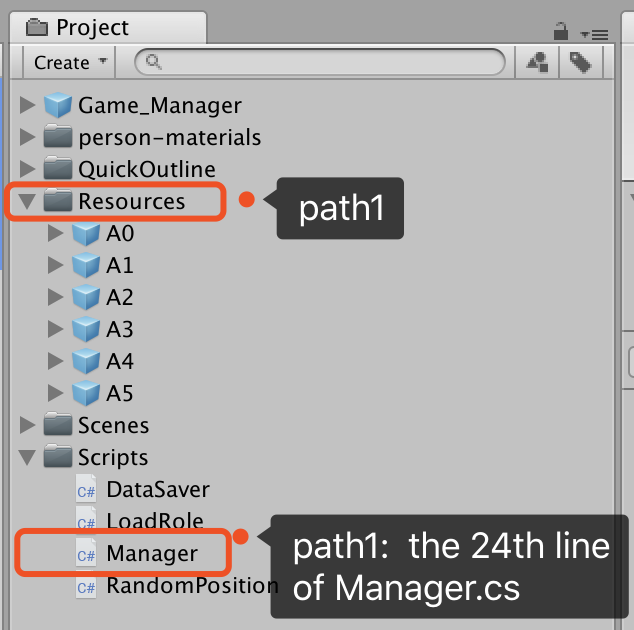 Project
Create
Game_Manager
person-materials
QuickOutline
Resources
path1
A0
A1
A2
A3
A4
A5
Scenes
Scripts
C# DataSaver
C# LoadRole
C# Manager
path1: the 24th line
of Manager.cs
C# RandomPosition